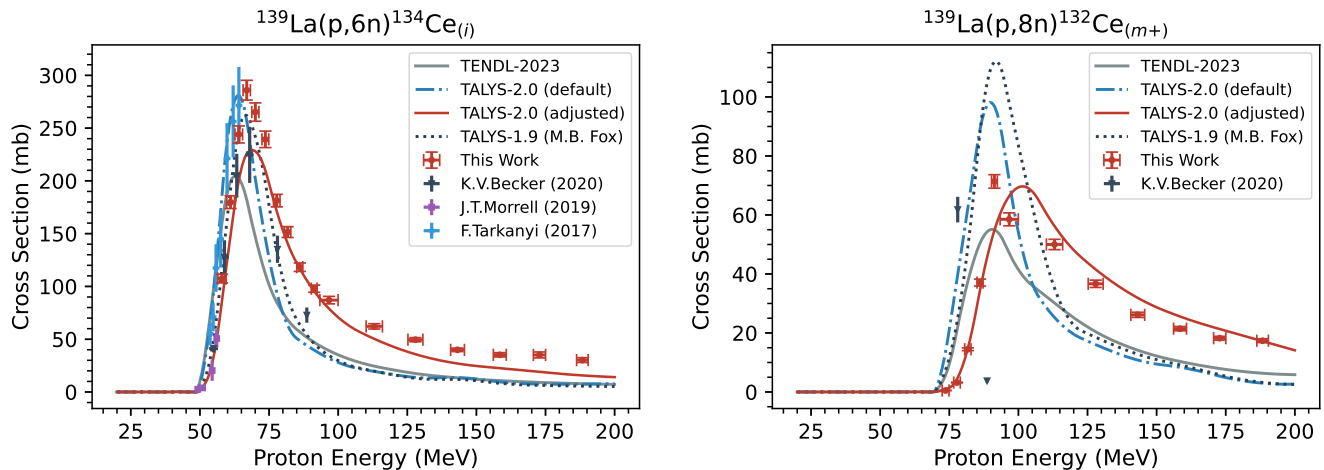 ¹³⁹La(p,6n)¹³⁴Ce₍ᵢ₎
Cross Section (mb)
300
250
200
150
100
50
0
25 50 75 100 125 150 175 200
Proton Energy (MeV)
TENDL-2023
TALYS-2.0 (default)
TALYS-2.0 (adjusted)
TALYS-1.9 (M.B. Fox)
This Work
K.V.Becker (2020)
J.T.Morrell (2019)
F.Tarkanyi (2017)
¹³⁹La(p,8n)¹³²Ce₍ₘ₊₎
Cross Section (mb)
100
80
60
40
20
0
25 50 75 100 125 150 175 200
Proton Energy (MeV)
TENDL-2023
TALYS-2.0 (default)
TALYS-2.0 (adjusted)
TALYS-1.9 (M.B. Fox)
This Work
K.V.Becker (2020)